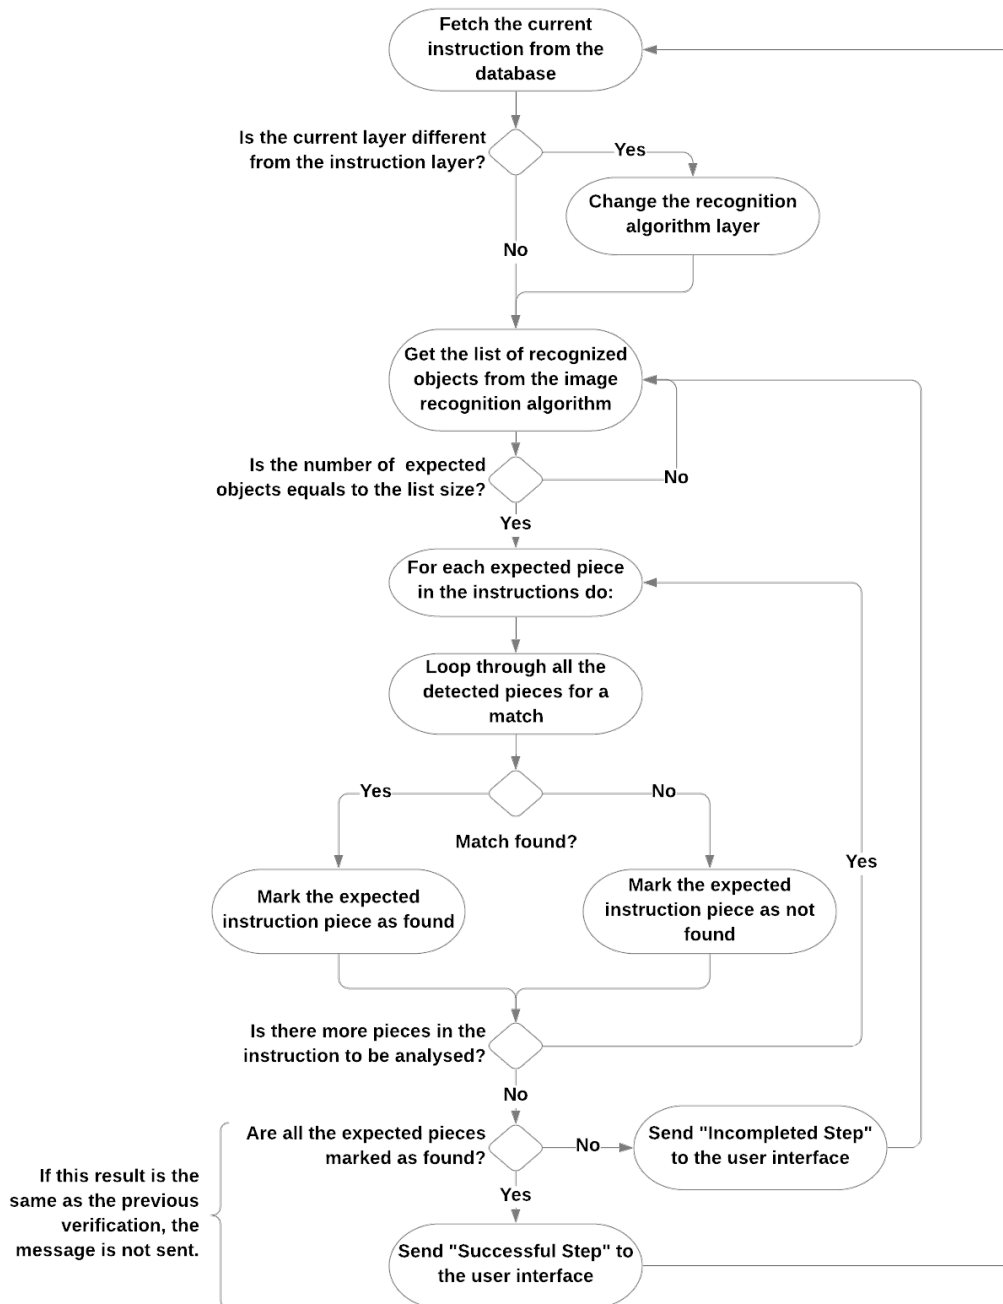 Fetch the current
instruction from the
database
Is the current layer different
from the instruction layer?
Yes
Change the recognition
algorithm layer
No
Get the list of recognized
objects from the image
recognition algorithm
Is the number of  expected
objects equals to the list size?
No
Yes
For each expected piece
in the instructions do:
Loop through all the
detected pieces for a
match
Yes
No
Match found?
Yes
Mark the expected
instruction piece as found
Mark the expected
instruction piece as not
found
Is there more pieces in the
instruction to be analysed?
No
Are all the expected pieces
marked as found?
No
Send "Incompleted Step"
to the user interface
If this result is the
same as the previous
verification, the
message is not sent.
Yes
Send "Successful Step" to
the user interface